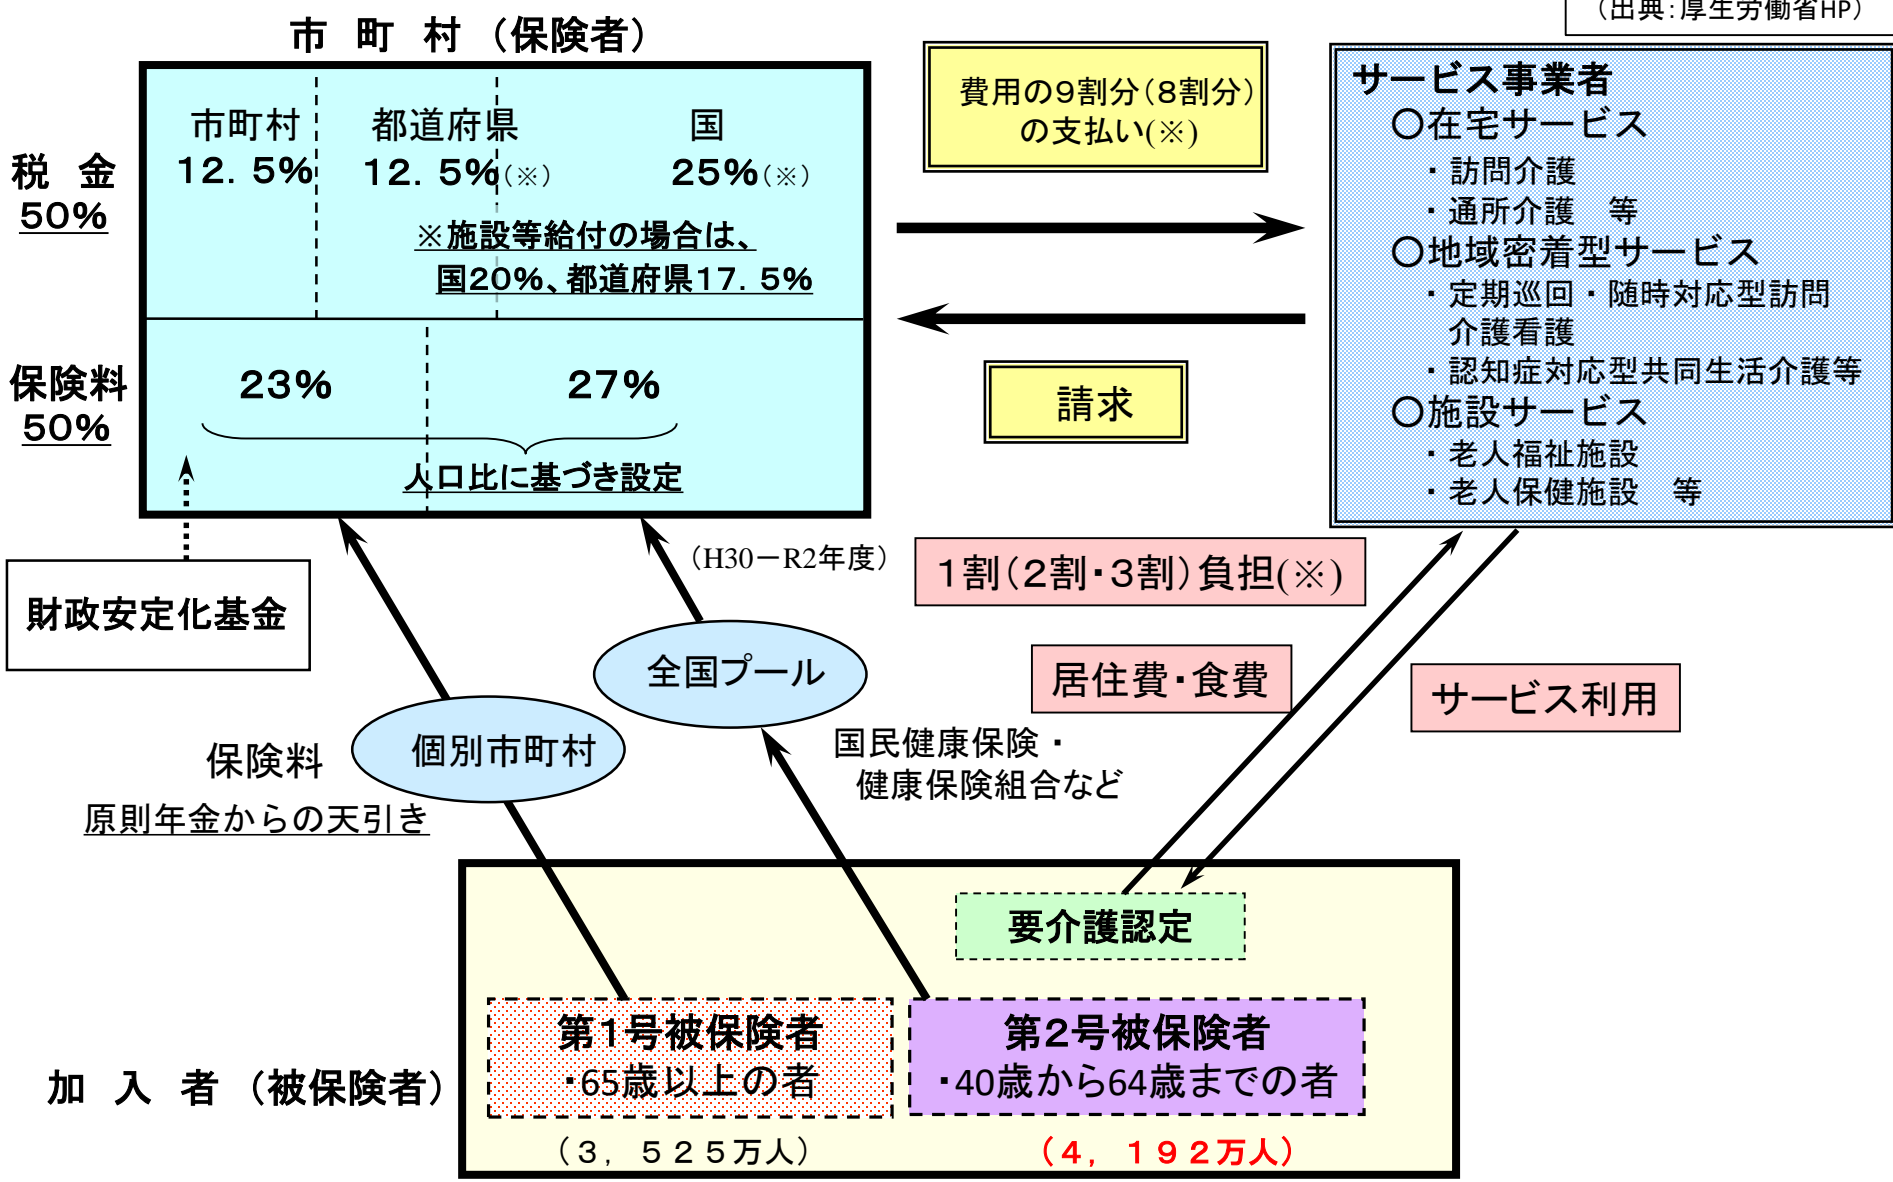 （出典：厚生労働省HP）
市 町 村 （保険者）
税 金
50%
市町村
12．5%
都道府県
12．5%(※)
国
25%(※)
※施設等給付の場合は、
国20%、都道府県17．5%
保険料
50%
23%
27%
人口比に基づき設定
財政安定化基金
費用の９割分（８割分）
の支払い(※)
請求
サービス事業者
○在宅サービス
・訪問介護
・通所介護　等
○地域密着型サービス
・定期巡回・随時対応型訪問
介護看護
・認知症対応型共同生活介護等
○施設サービス
・老人福祉施設
・老人保健施設　等
（H30－R2年度）
１割（２割・３割）負担(※)
居住費・食費
サービス利用
全国プール
個別市町村
保険料
原則年金からの天引き
国民健康保険・
健康保険組合など
要介護認定
加 入 者 （被保険者）
第１号被保険者
・65歳以上の者
（３，５２５万人）
第２号被保険者
・40歳から64歳までの者
（４，１９２万人）